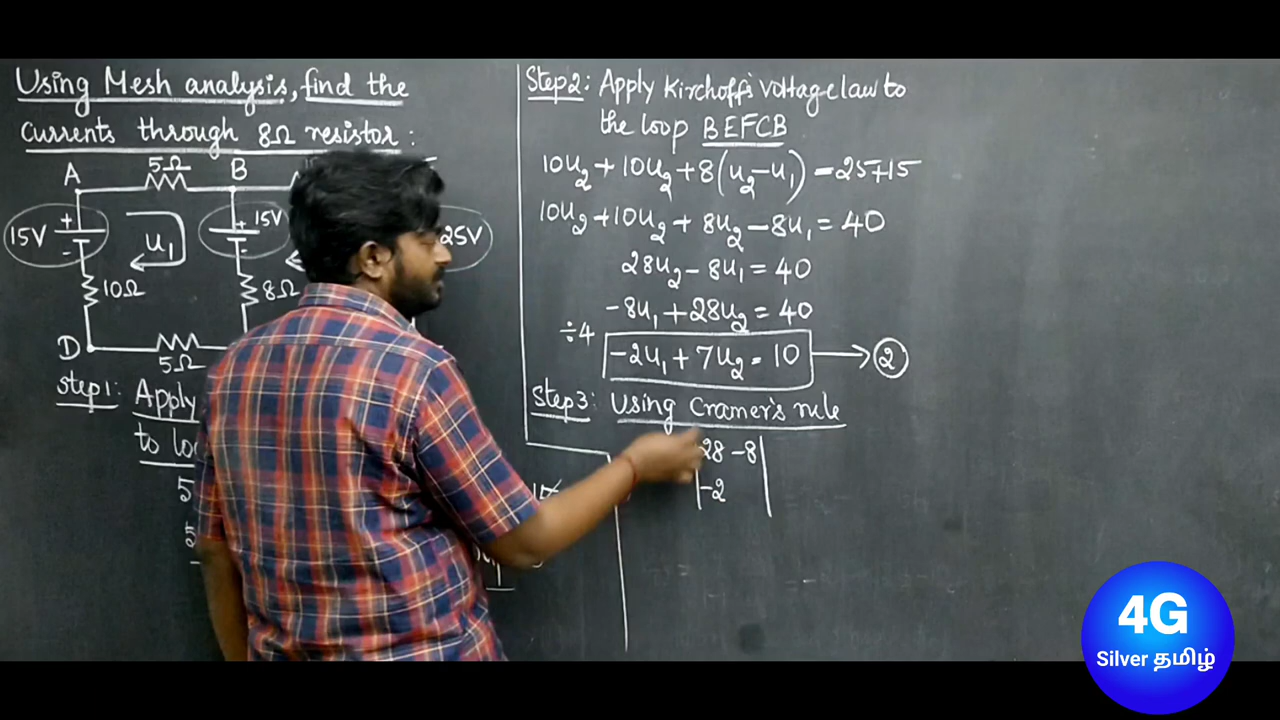 Using Mesh analysis, find the
currents through 8Ω resistor:
A
5Ω
B
15V
+
-
U₁
15V
+
-
25V
10Ω
8Ω
D
5Ω
Step1: Apply
to
5
5
Step2: Apply Kirchoff's voltage law to
the loop BEFCB
10U₂ + 10U₂ + 8(U₂-U₁) = 25+15
10U₂ + 10U₂ + 8U₂ - 8U₁ = 40
28U₂ - 8U₁ = 40
-8U₁ + 28U₂ = 40
÷4
-2U₁ + 7U₂ = 10 → 2
Step3: Using Cramer's rule
28 -8
-2
4G
Silver தமிழ்